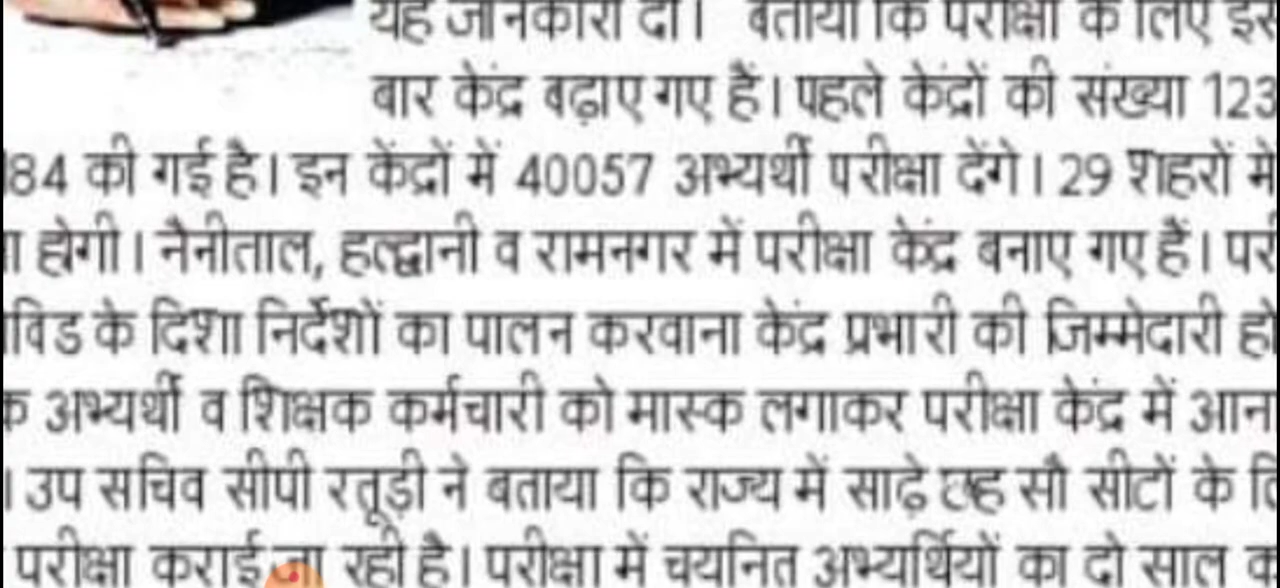 यह जानकारी दी। बताया कि परीक्षा के लिए इस
बार केंद्र बढ़ाए गए हैं। पहले केंद्रों की संख्या 123
184 की गई है। इन केंद्रों में 40057 अभ्यर्थी परीक्षा देंगे। 29 शहरों में
होगी। नैनीताल, हल्द्वानी व रामनगर में परीक्षा केंद्र बनाए गए हैं।
के दिशा निर्देशों का पालन करवाना केंद्र प्रभारी की जिम्मेदारी
अभ्यर्थी व शिक्षक कर्मचारी को मास्क लगाकर परीक्षा केंद्र में आना
। उप सचिव सीपी रतूड़ी ने बताया कि राज्य में साढ़े छह सौ सीटों के
परीक्षा कराई जा रही है। परीक्षा में चयनित अभ्यर्थियों का दो साल